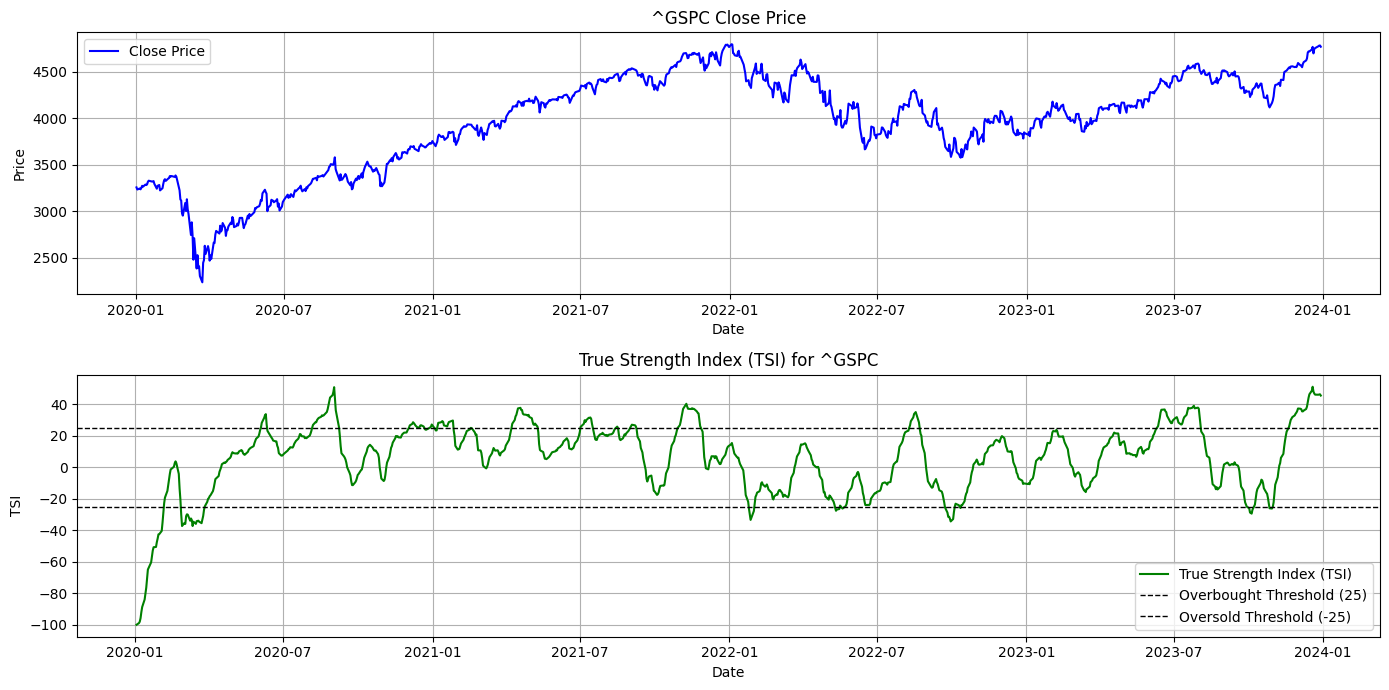 ^GSPC Close Price
Close Price
Price
4500
4000
3500
3000
2500
2020-01 2020-07 2021-01 2021-07 2022-01 2022-07 2023-01 2023-07 2024-01
Date
True Strength Index (TSI) for ^GSPC
TSI
40
20
0
−20
−40
−60
−80
−100
True Strength Index (TSI)
Overbought Threshold (25)
Oversold Threshold (-25)
2020-01 2020-07 2021-01 2021-07 2022-01 2022-07 2023-01 2023-07 2024-01
Date